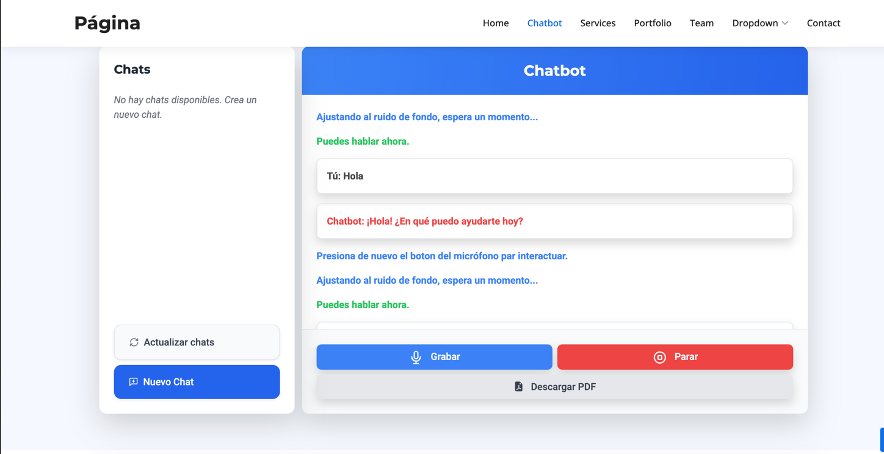 Página
Home Chatbot Services Portfolio Team Dropdown Contact
Chats
No hay chats disponibles. Crea un
nuevo chat.
Actualizar chats
Nuevo Chat
Chatbot
Ajustando al ruido de fondo, espera un momento...
Puedes hablar ahora.
Tú: Hola
Chatbot: ¡Hola! ¿En qué puedo ayudarte hoy?
Presiona de nuevo el boton del micrófono par interactuar.
Ajustando al ruido de fondo, espera un momento...
Puedes hablar ahora.
Grabar
Parar
Descargar PDF